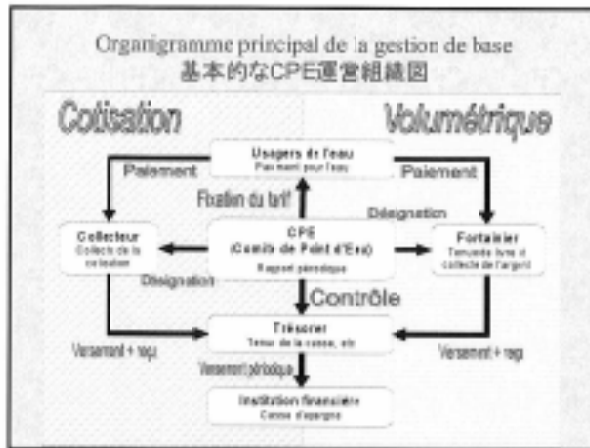 Organigramme principal de la gestion de base
基本的なCPE運営組織図
Cotisation
Volumétrique
Usagers de l'eau
Paiement pour l'eau
Paiement
Paiement
Fixation du tarif
Désignation
Collecteur
Collecte de la
cotisation
CPE
(Comité de Point d'Eau)
Rapport périodique
Fontainier
collecte de l'argent
Désignation
Contrôle
Trésorier
Tenue de la caisse, etc
Versement + reçu
Versement + reçu
Versement périodique
Institution financière
Caisse d'épargne